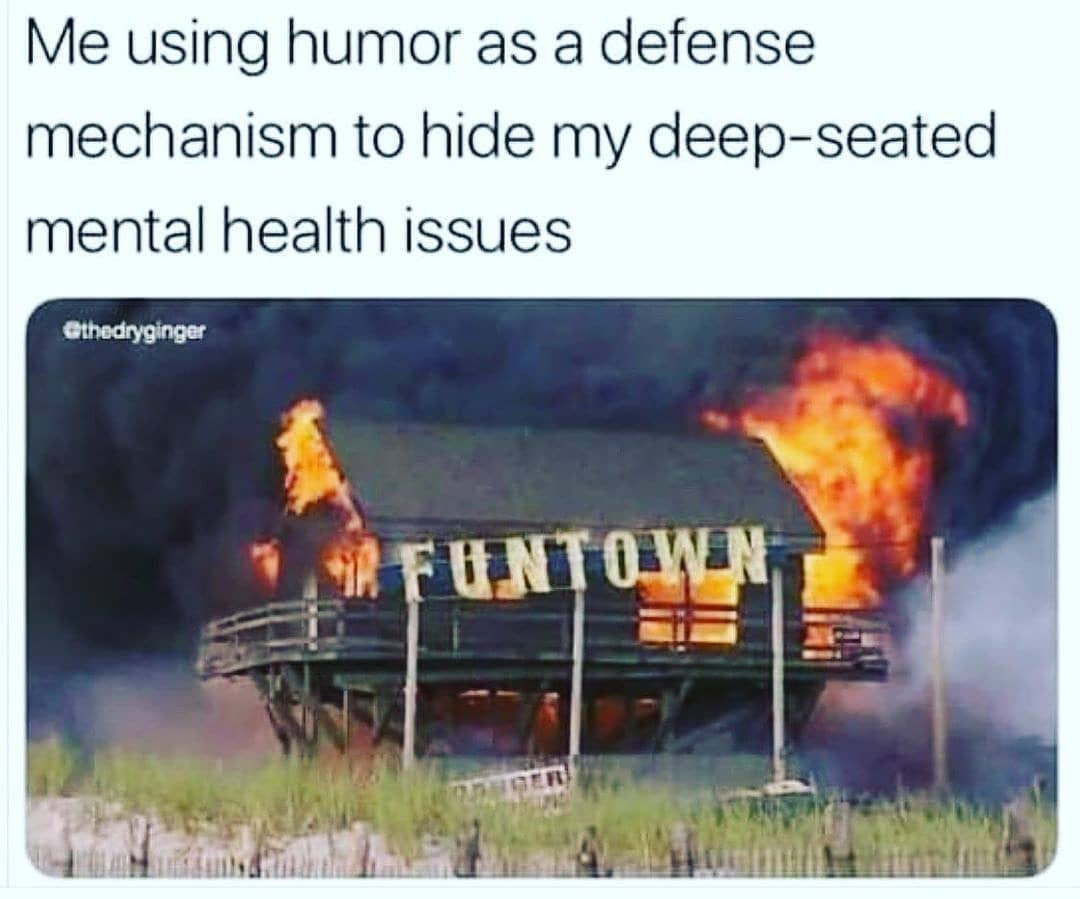 Me using humor as a defense
mechanism to hide my deep-seated
mental health issues
@thedryginger
FUNTOWN